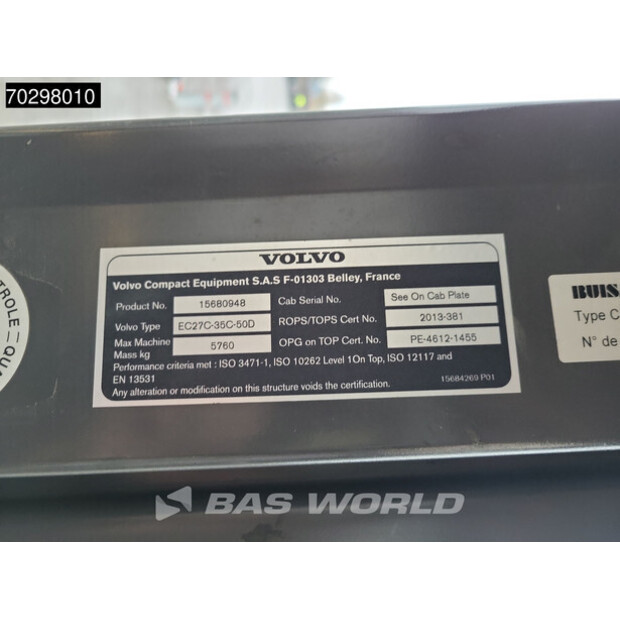 70298010
VOLVO
Volvo Compact Equipment S.A.S F-01303 Belley, France
Product No. 15680948 Cab Serial No. See On Cab Plate
Volvo Type EC27C-35C-50D ROPS/TOPS Cert No. 2013-381
Max Machine Mass kg 5760 OPG on TOP Cert No. PE-4612-1455
Performance criteria met : ISO 3471-1, ISO 10262 Level 1On Top, ISO 12117 and
EN 13531
Any alteration or modification on this structure voids the certification.
15684269 P01
TROLE
QU
BUIS
Type C
N° de
BAS WORLD